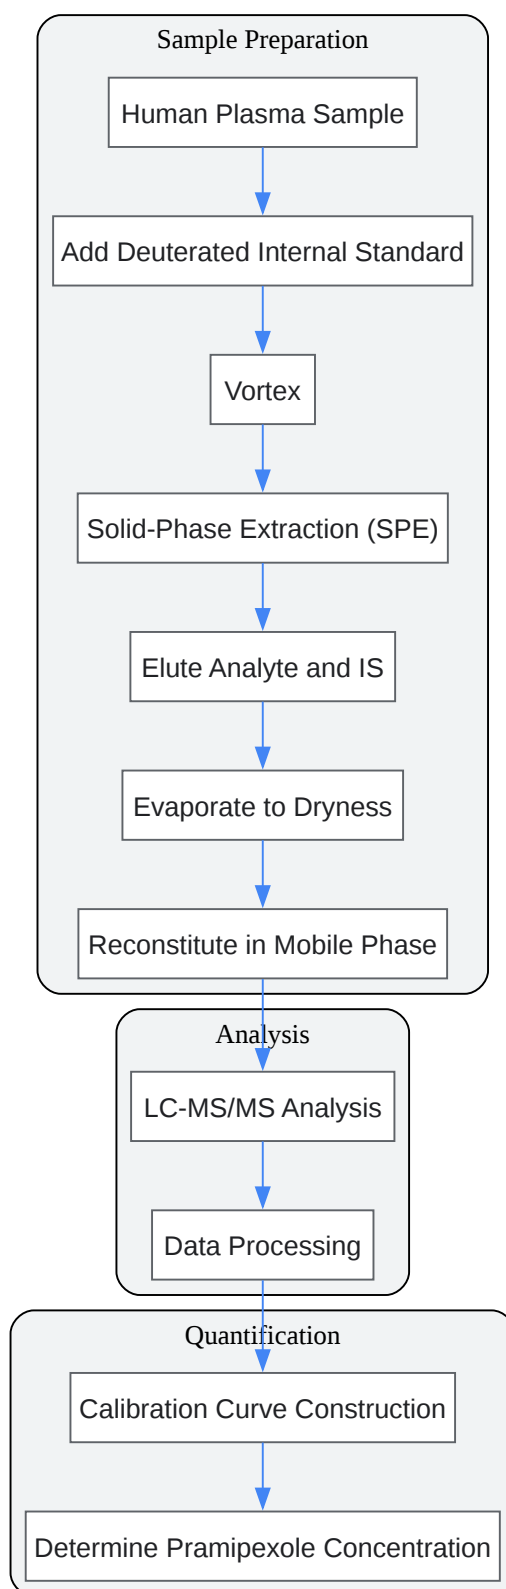 Sample Preparation
Human Plasma Sample
Add Deuterated Internal Standard
Vortex
Solid-Phase Extraction (SPE)
Elute Analyte and IS
Evaporate to Dryness
Reconstitute in Mobile Phase
Analysis
LC-MS/MS Analysis
Data Processing
Quantification
Calibration Curve Construction
Determine Pramipexole Concentration